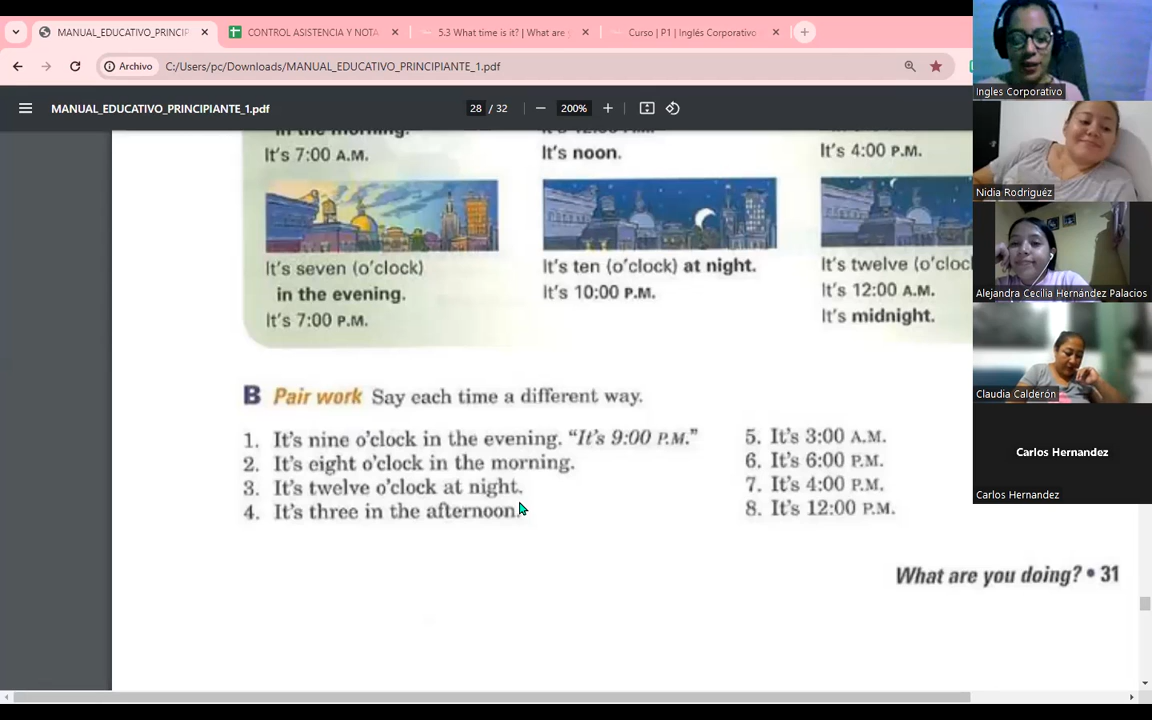 MANUAL_EDUCATIVO_PRINCIP
CONTROL ASISTENCIA Y NOTA
5.3 What time is it? | What are
Curso | P1 | Inglés Corporativo
Archivo
C:/Users/pc/Downloads/MANUAL_EDUCATIVO_PRINCIPIANTE_1.pdf
MANUAL_EDUCATIVO_PRINCIPIANTE_1.pdf
28 / 32
200%
in the morning.
It's 7:00 A.M.
It's noon.
It's 4:00 P.M.
It's seven (o'clock)
in the evening.
It's 7:00 P.M.
It's ten (o'clock) at night.
It's 10:00 P.M.
It's twelve (o'cloc
It's 12:00 A.M.
It's midnight.
B Pair work Say each time a different way.
1. It's nine o'clock in the evening. "It's 9:00 P.M."
2. It's eight o'clock in the morning.
3. It's twelve o'clock at night.
4. It's three in the afternoon.
5. It's 3:00 A.M.
6. It's 6:00 P.M.
7. It's 4:00 P.M.
8. It's 12:00 P.M.
What are you doing? • 31
Ingles Corporativo
Nidia Rodriguéz
Alejandra Cecilia Hernández Palacios
Claudia Calderón
Carlos Hernandez
Carlos Hernandez